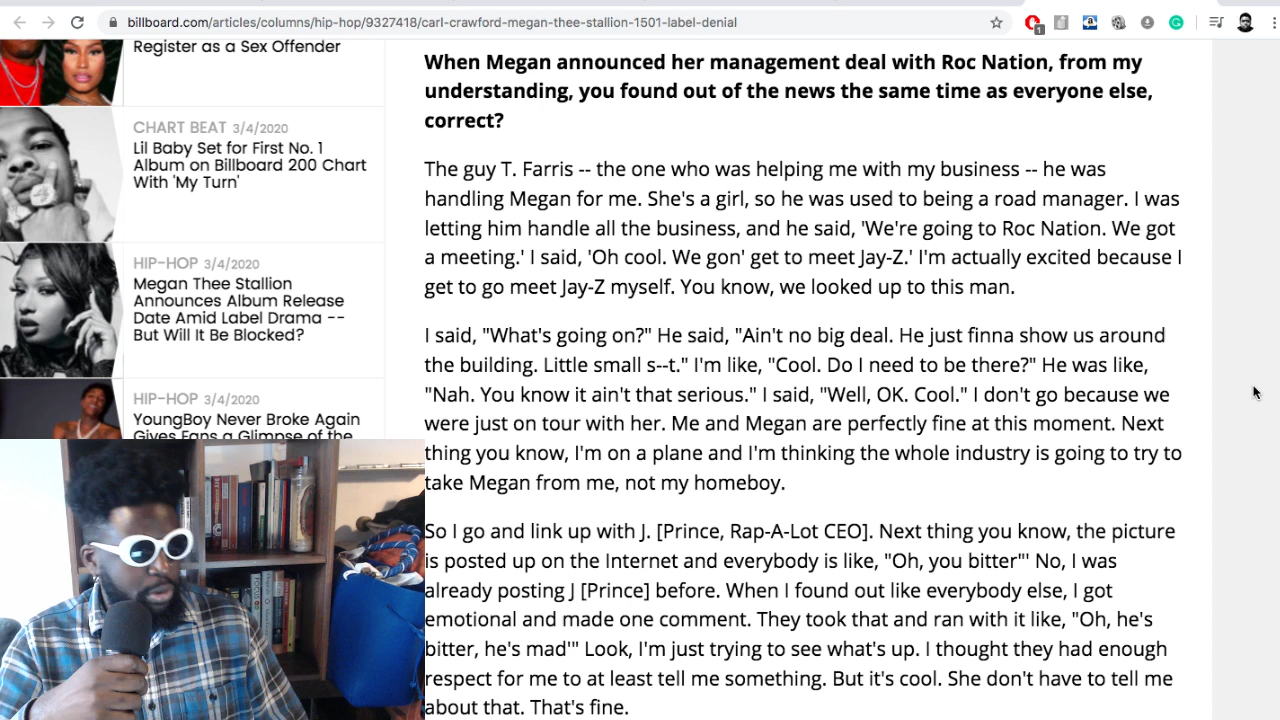 billboard.com/articles/columns/hip-hop/9327418/carl-crawford-megan-thee-stallion-1501-label-denial
1
Register as a Sex Offender
CHART BEAT 3/4/2020
Lil Baby Set for First No. 1
Album on Billboard 200 Chart
With 'My Turn'
HIP-HOP 3/4/2020
Megan Thee Stallion
Announces Album Release
Date Amid Label Drama --
But Will It Be Blocked?
HIP-HOP 3/4/2020
YoungBoy Never Broke Again
Gives Fans a Glimpse of the
When Megan announced her management deal with Roc Nation, from my
understanding, you found out of the news the same time as everyone else,
correct?
The guy T. Farris -- the one who was helping me with my business -- he was
handling Megan for me. She's a girl, so he was used to being a road manager. I was
letting him handle all the business, and he said, 'We're going to Roc Nation. We got
a meeting.' I said, 'Oh cool. We gon' get to meet Jay-Z.' I'm actually excited because I
get to go meet Jay-Z myself. You know, we looked up to this man.
I said, "What's going on?" He said, "Ain't no big deal. He just finna show us around
the building. Little small s--t." I'm like, "Cool. Do I need to be there?" He was like,
"Nah. You know it ain't that serious." I said, "Well, OK. Cool." I don't go because we
were just on tour with her. Me and Megan are perfectly fine at this moment. Next
thing you know, I'm on a plane and I'm thinking the whole industry is going to try to
take Megan from me, not my homeboy.
So I go and link up with J. [Prince, Rap-A-Lot CEO]. Next thing you know, the picture
is posted up on the Internet and everybody is like, "Oh, you bitter"' No, I was
already posting J [Prince] before. When I found out like everybody else, I got
emotional and made one comment. They took that and ran with it like, "Oh, he's
bitter, he's mad'" Look, I'm just trying to see what's up. I thought they had enough
respect for me to at least tell me something. But it's cool. She don't have to tell me
about that. That's fine.